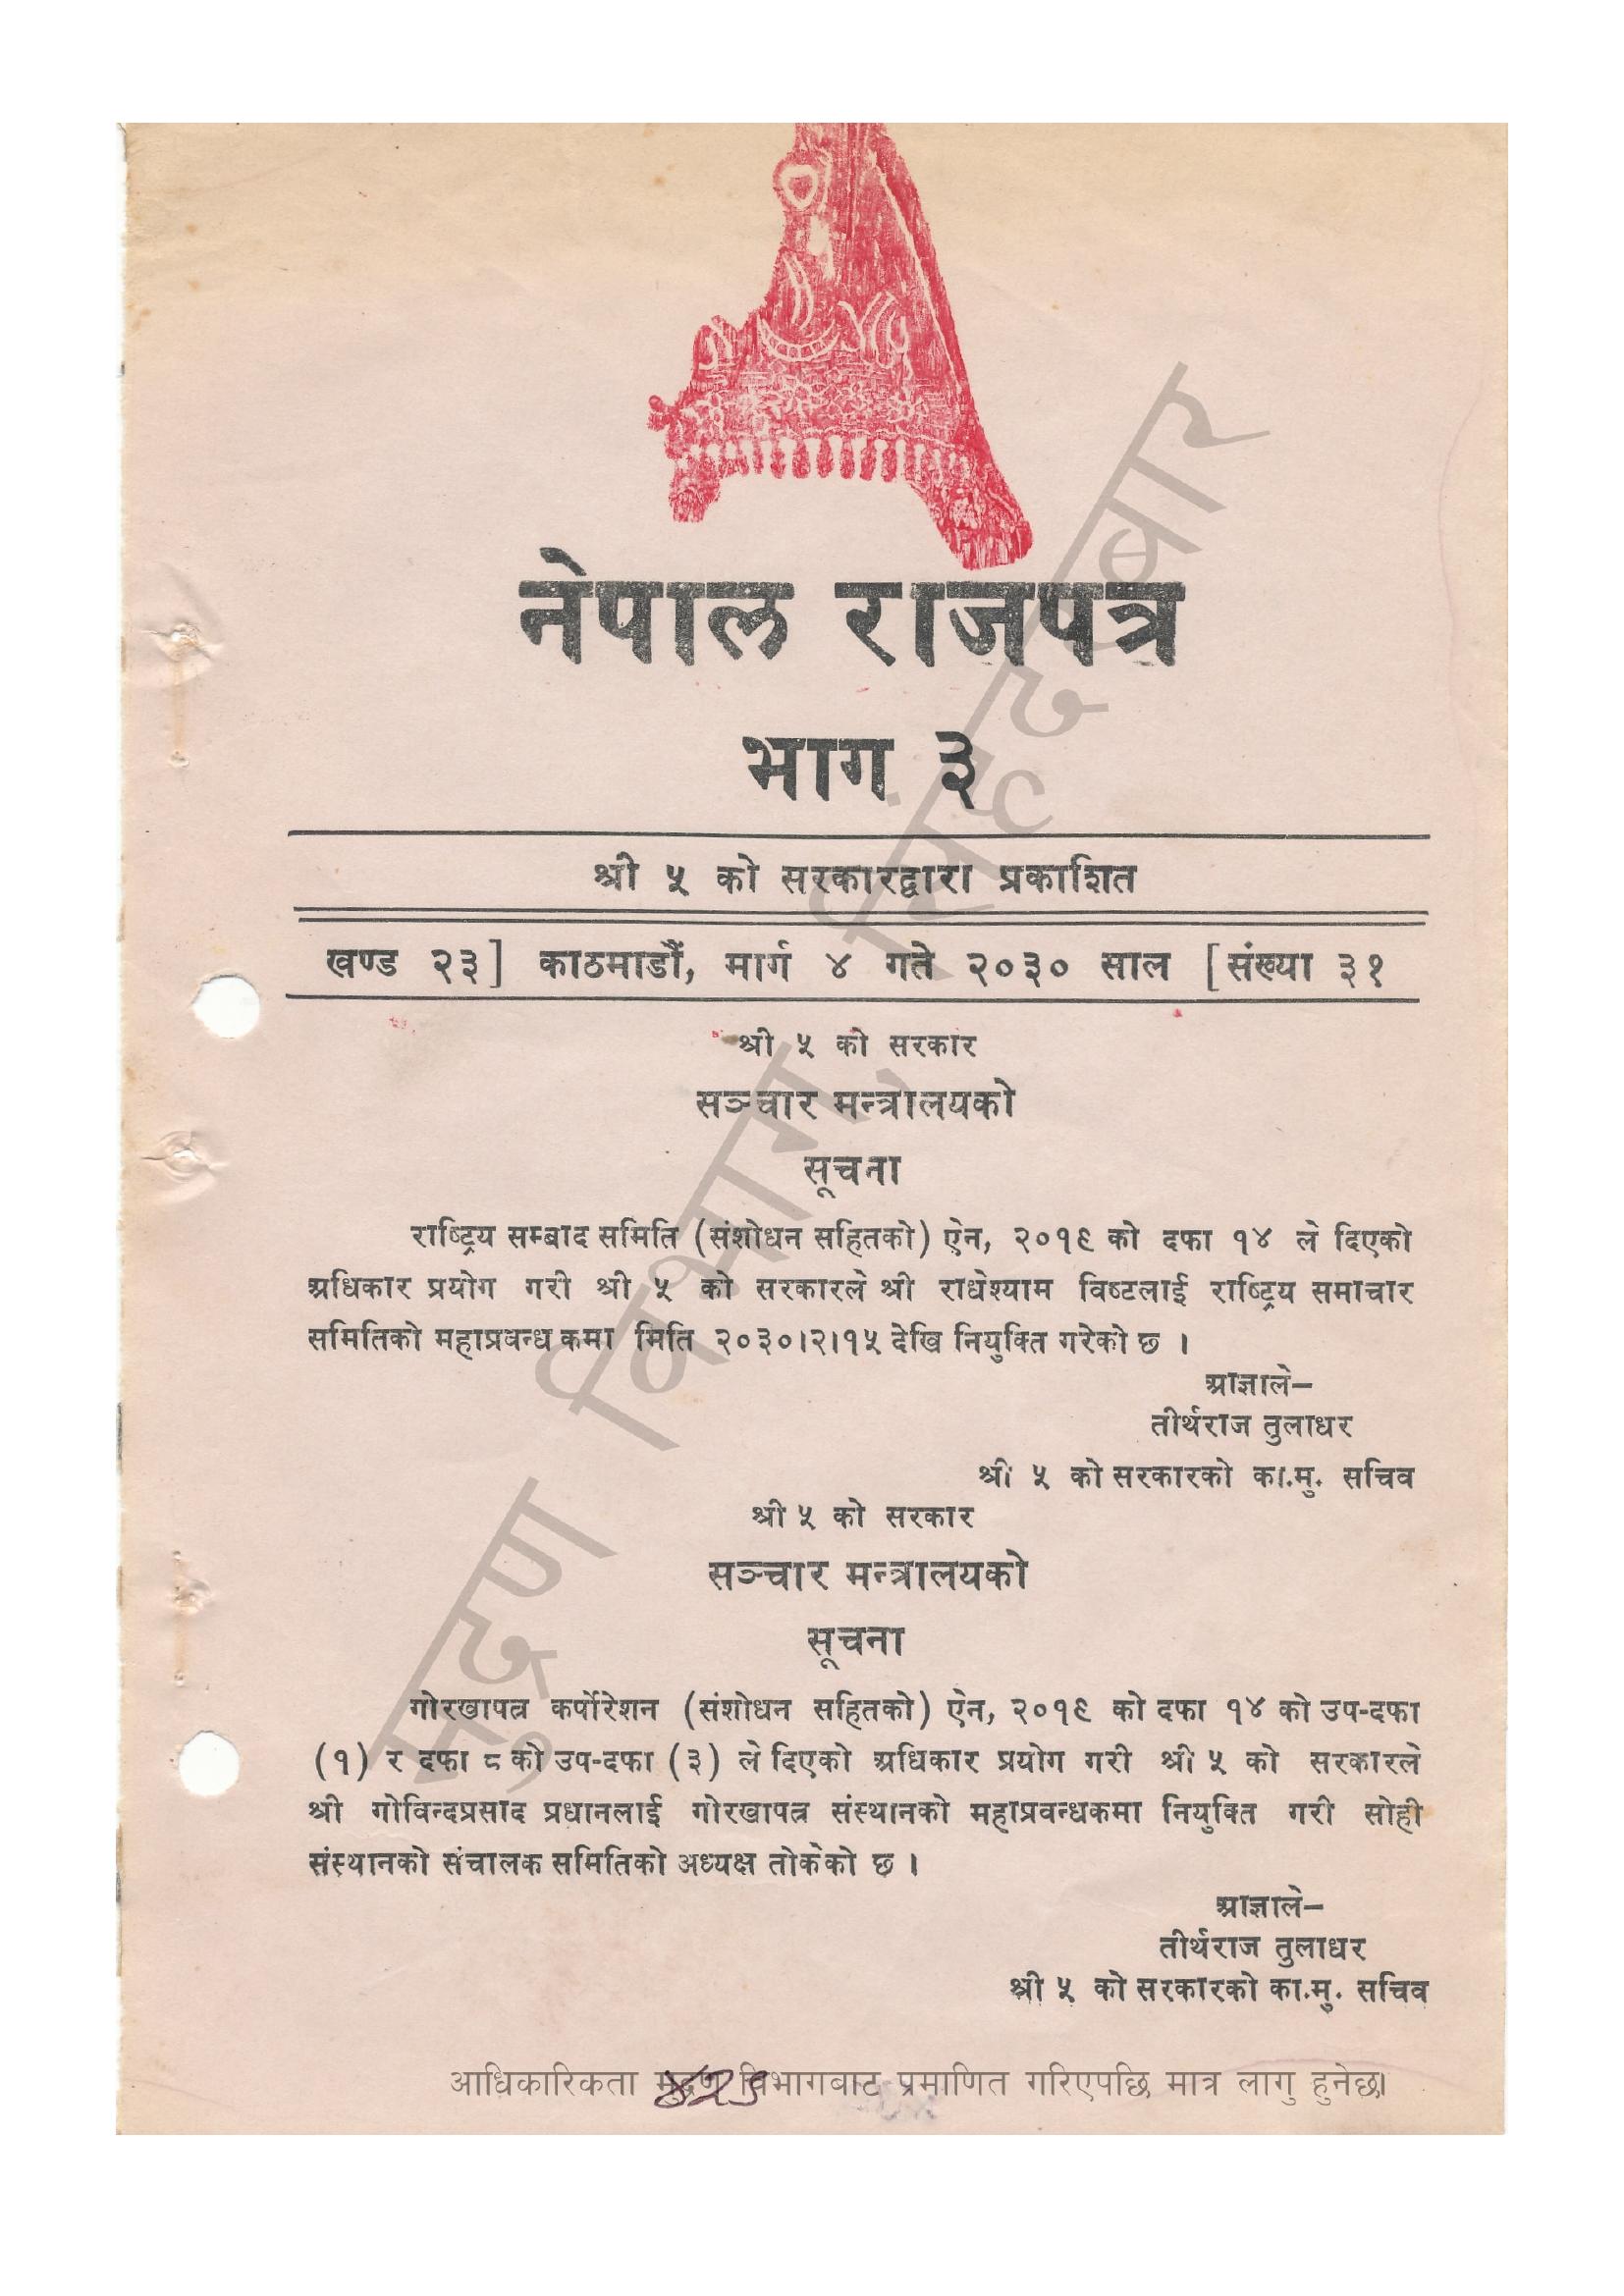 नेपाल राजपत्र
भाग ३
श्री ५ को सरकारद्वारा प्रकाशित
खण्ड २३] काठमाडौं, मार्ग ४ गते २०३० साल [संख्या ३१
श्री ५ को सरकार
सञ्चार मन्त्रालयको
सूचना
राष्ट्रिय सम्बाद समिति (संशोधन सहितको) ऐन, २०१९ को दफा १४ ले दिएको
अधिकार प्रयोग गरी श्री ५ को सरकारले श्री राधेश्याम विष्टलाई राष्ट्रिय समाचार
समितिको महाप्रवन्धकमा मिति २०३०।२।१५ देखि नियुक्ति गरेको छ ।
आज्ञाले–
तीर्थराज तुलाधर
श्री ५ को सरकारको का.मु. सचिव
श्री ५ को सरकार
सञ्चार मन्त्रालयको
सूचना
गोरखापत्र कर्पोरेशन (संशोधन सहितको) ऐन, २०१९ को दफा १४ को उप-दफा
(१) र दफा ८ को उप-दफा (३) ले दिएको अधिकार प्रयोग गरी श्री ५ को सरकारले
श्री गोविन्दप्रसाद प्रधानलाई गोरखापत्र संस्थानको महाप्रवन्धकमा नियुक्ति गरी सोही
संस्थानको संचालक समितिको अध्यक्ष तोकेको छ ।
आज्ञाले–
तीर्थराज तुलाधर
श्री ५ को सरकारको का.मु. सचिव
आधिकारिकता मुद्रण विभागबाट प्रमाणित गरिएपछि मात्र लागु हुनेछ।
मुद्रण विभाग, सिंहदरबार